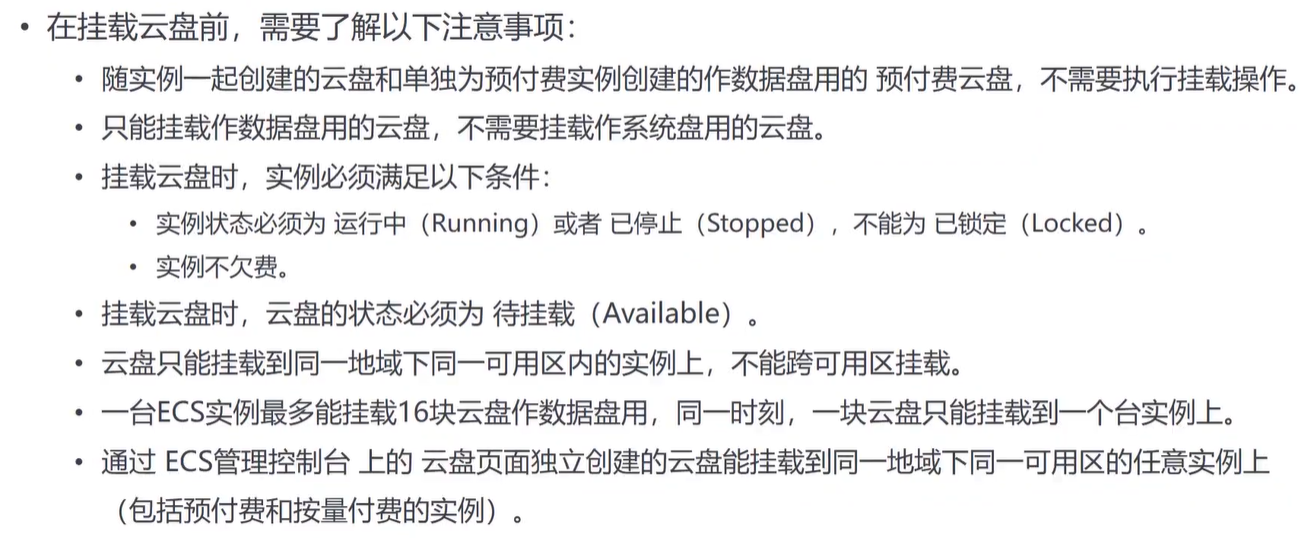 • 在挂载云盘前，需要了解以下注意事项：
• 随实例一起创建的云盘和单独为预付费实例创建的作数据盘用的 预付费云盘，不需要执行挂载操作。
• 只能挂载作数据盘用的云盘，不需要挂载作系统盘用的云盘。
• 挂载云盘时，实例必须满足以下条件：
• 实例状态必须为 运行中（Running）或者 已停止（Stopped），不能为 已锁定（Locked）。
• 实例不欠费。
• 挂载云盘时，云盘的状态必须为 待挂载（Available）。
• 云盘只能挂载到同一地域下同一可用区内的实例上，不能跨可用区挂载。
• 一台ECS实例最多能挂载16块云盘作数据盘用，同一时刻，一块云盘只能挂载到一个台实例上。
• 通过 ECS管理控制台 上的 云盘页面独立创建的云盘能挂载到同一地域下同一可用区的任意实例上
（包括预付费和按量付费的实例）。